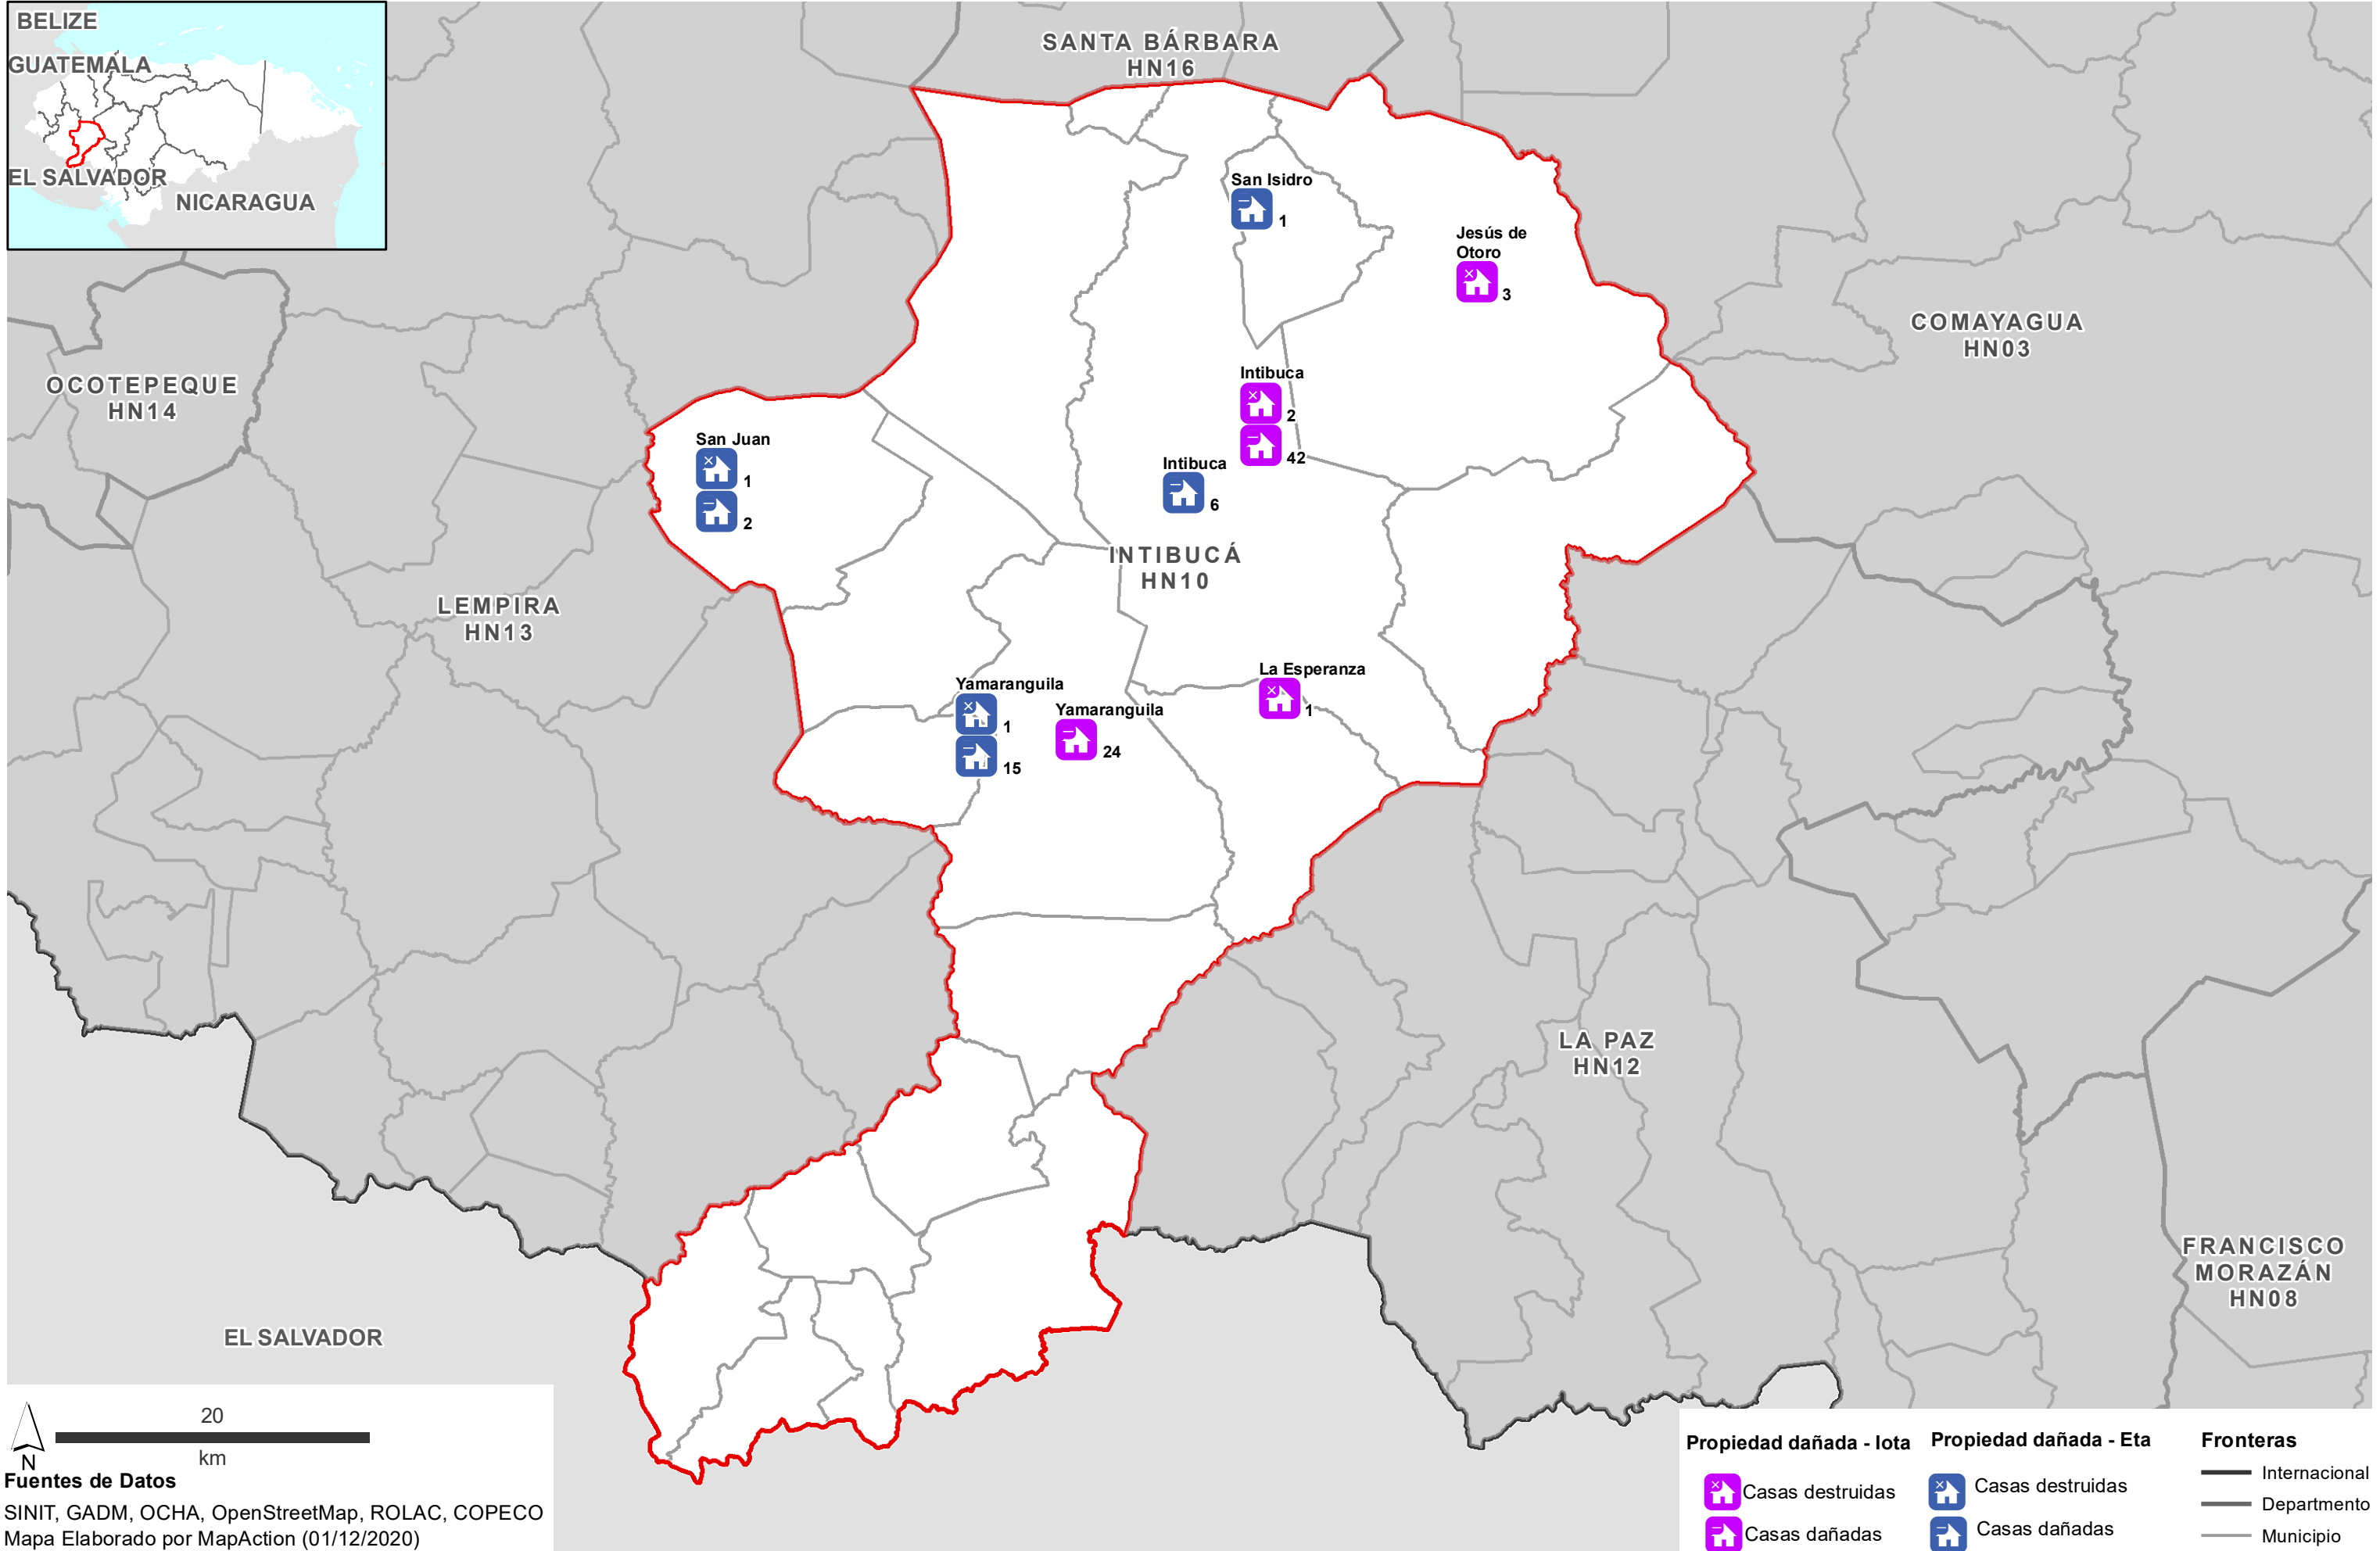 BELIZE
GUATEMALA
EL SALVADOR
NICARAGUA
SANTA BÁRBARA
HN16
San Isidro
1
Jesús de
Otoro
3
COMAYAGUA
HN03
OCOTEPEQUE
HN14
Intibuca
2
42
San Juan
1
2
Intibuca
6
INTIBUCÁ
HN10
LEMPIRA
HN13
Yamaranguila
1
15
Yamaranguila
24
La Esperanza
1
LA PAZ
HN12
FRANCISCO
MORAZÁN
HN08
EL SALVADOR
20
km
N
Fuentes de Datos
SINIT, GADM, OCHA, OpenStreetMap, ROLAC, COPECO
Mapa Elaborado por MapAction (01/12/2020)
Propiedad dañada - Iota
Casas destruidas
Casas dañadas
Propiedad dañada - Eta
Casas destruidas
Casas dañadas
Fronteras
Internacional
Departmento
Municipio